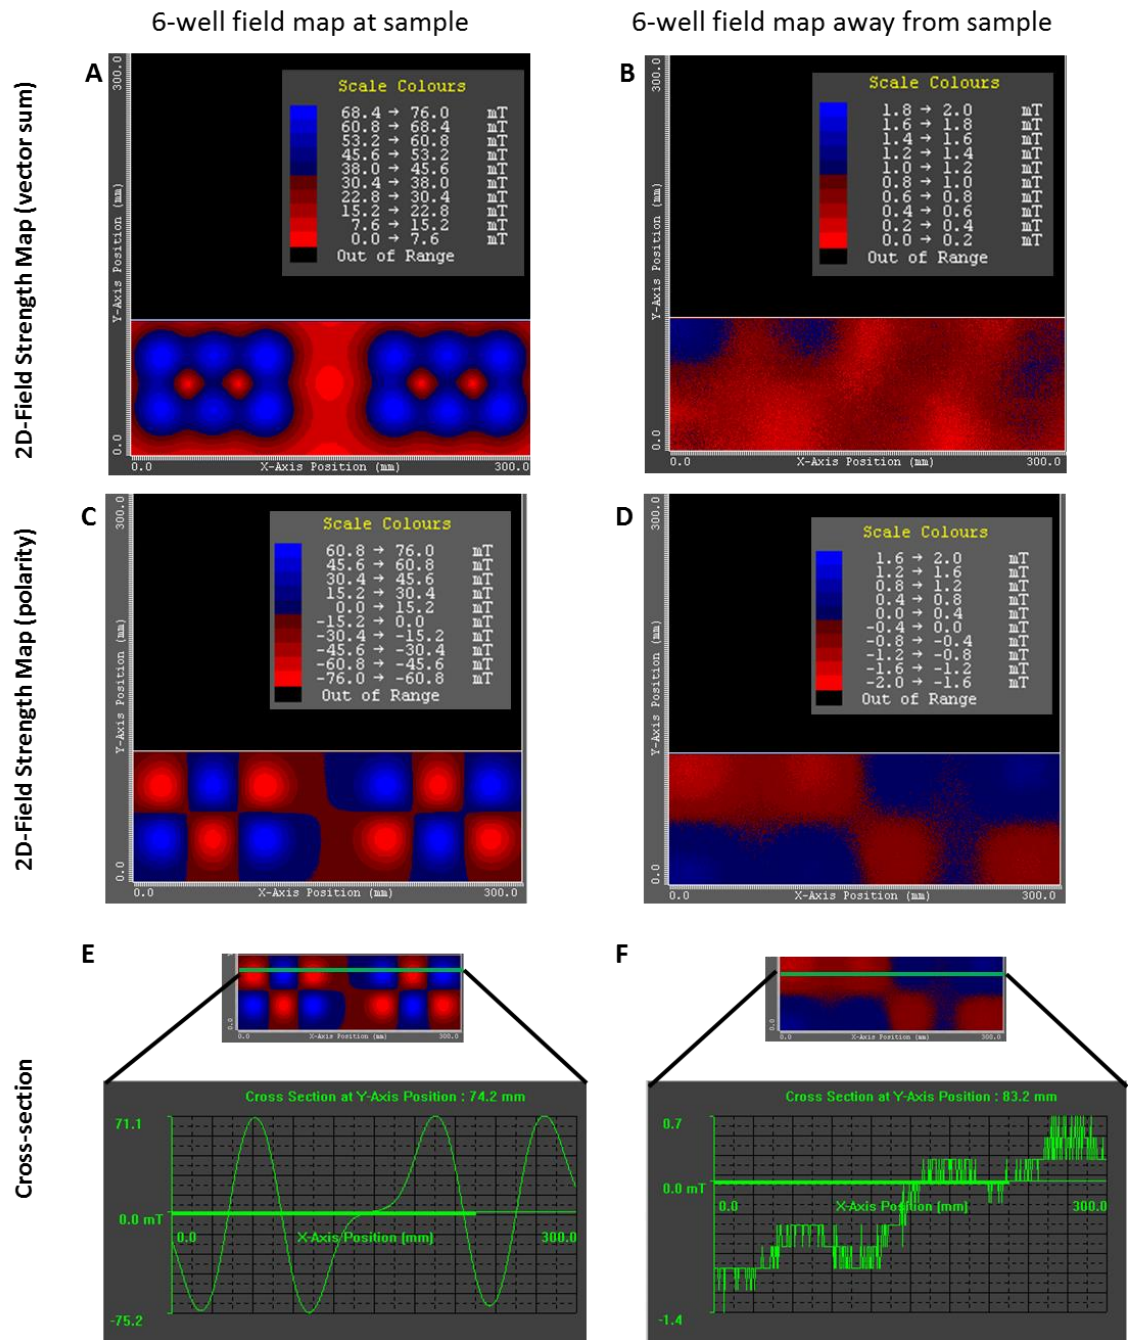 6-well field map at sample
6-well field map away from sample
2D-Field Strength Map (vector sum)
A
Scale Colours
68.4 → 76.0 mT
60.8 → 68.4 mT
53.2 → 60.8 mT
45.6 → 53.2 mT
38.0 → 45.6 mT
30.4 → 38.0 mT
22.8 → 30.4 mT
15.2 → 22.8 mT
7.6 → 15.2 mT
0.0 → 7.6 mT
Out of Range
300.0
Y-Axis Position (mm)
0.0
0.0 X-Axis Position (mm) 300.0
B
Scale Colours
1.8 → 2.0 mT
1.6 → 1.8 mT
1.4 → 1.6 mT
1.2 → 1.4 mT
1.0 → 1.2 mT
0.8 → 1.0 mT
0.6 → 0.8 mT
0.4 → 0.6 mT
0.2 → 0.4 mT
0.0 → 0.2 mT
Out of Range
300.0
Y-Axis Position (mm)
0.0
0.0 X-Axis Position (mm) 300.0
2D-Field Strength Map (polarity)
C
Scale Colours
60.8 → 76.0 mT
45.6 → 60.8 mT
30.4 → 45.6 mT
15.2 → 30.4 mT
0.0 → 15.2 mT
-15.2 → 0.0 mT
-30.4 → -15.2 mT
-45.6 → -30.4 mT
-60.8 → -45.6 mT
-76.0 → -60.8 mT
Out of Range
300.0
Y-Axis Position (mm)
0.0
0.0 X-Axis Position (mm) 300.0
D
Scale Colours
1.6 → 2.0 mT
1.2 → 1.6 mT
0.8 → 1.2 mT
0.4 → 0.8 mT
0.0 → 0.4 mT
-0.4 → 0.0 mT
-0.8 → -0.4 mT
-1.2 → -0.8 mT
-1.6 → -1.2 mT
-2.0 → -1.6 mT
Out of Range
300.0
Y-Axis Position (mm)
0.0
0.0 X-Axis Position (mm) 300.0
Cross-section
E
0.0
0.0 X-Axis Position (mm) 300.0
Cross Section at Y-Axis Position : 74.2 mm
71.1
0.0 mT
0.0 X-Axis Position (mm) 300.0
-75.2
F
0.0
0.0 X-Axis Position (mm) 300.0
Cross Section at Y-Axis Position : 83.2 mm
0.7
0.0 mT
0.0 X-Axis Position (mm) 300.0
-1.4